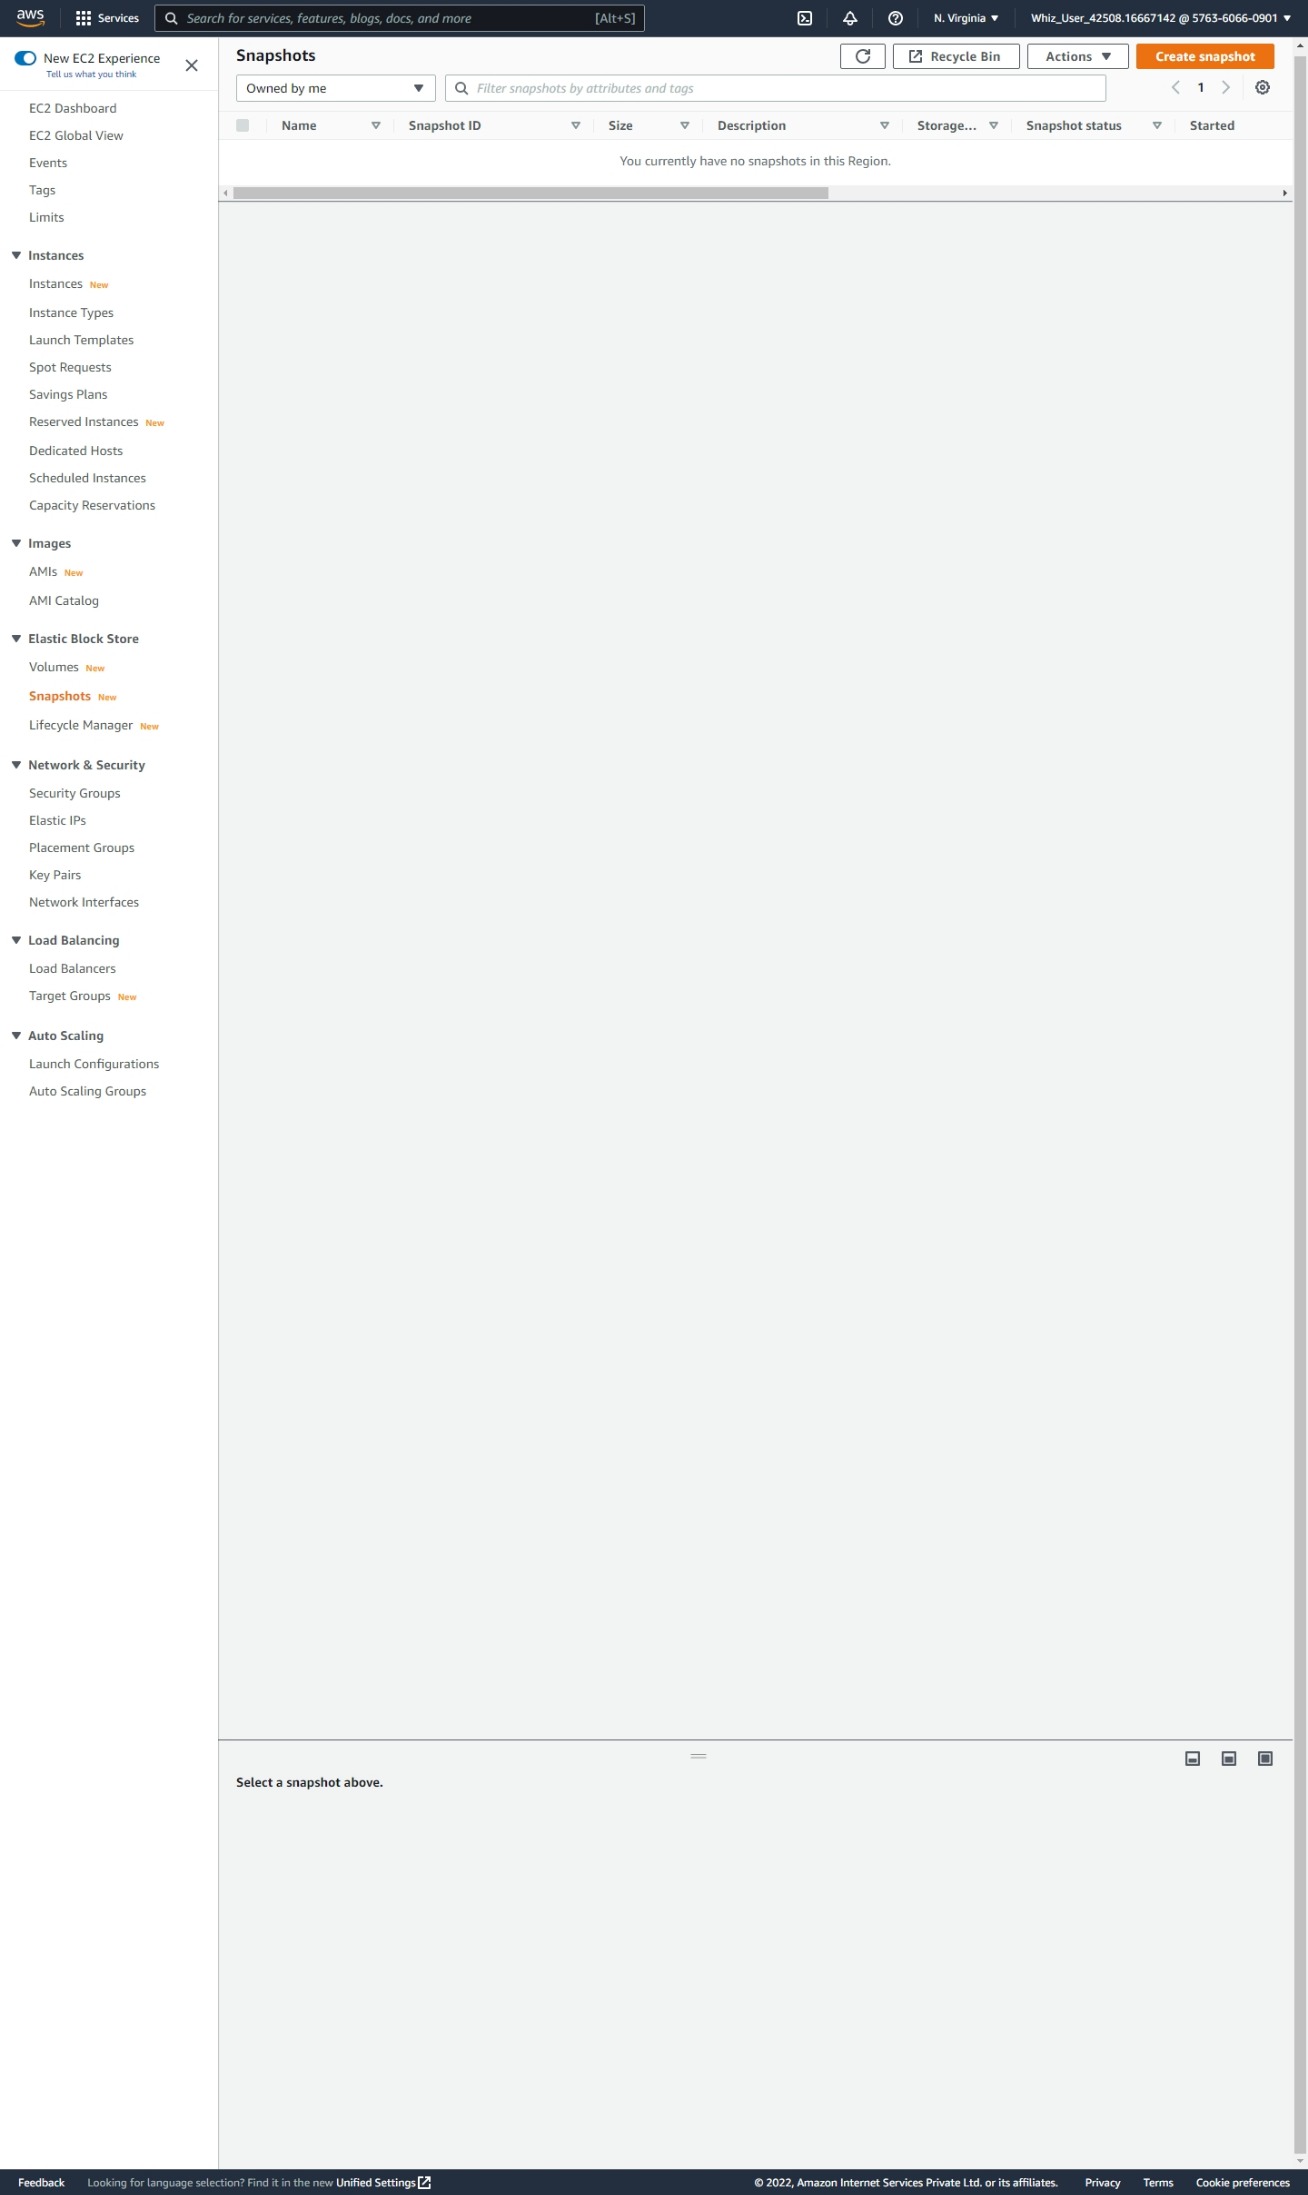 aws Services Search for services, features, blogs, docs, and more [Alt+S] N. Virginia Whiz_User_42508.16667142 @ 5763-6066-0901
New EC2 Experience
Tell us what you think
EC2 Dashboard
EC2 Global View
Events
Tags
Limits
Instances
Instances New
Instance Types
Launch Templates
Spot Requests
Savings Plans
Reserved Instances New
Dedicated Hosts
Scheduled Instances
Capacity Reservations
Images
AMIs New
AMI Catalog
Elastic Block Store
Volumes New
Snapshots New
Lifecycle Manager New
Network & Security
Security Groups
Elastic IPs
Placement Groups
Key Pairs
Network Interfaces
Load Balancing
Load Balancers
Target Groups New
Auto Scaling
Launch Configurations
Auto Scaling Groups
Snapshots Recycle Bin Actions Create snapshot
Owned by me Filter snapshots by attributes and tags 1
Name Snapshot ID Size Description Storage... Snapshot status Started
You currently have no snapshots in this Region.
Select a snapshot above.
Feedback Looking for language selection? Find it in the new Unified Settings © 2022, Amazon Internet Services Private Ltd. or its affiliates. Privacy Terms Cookie preferences